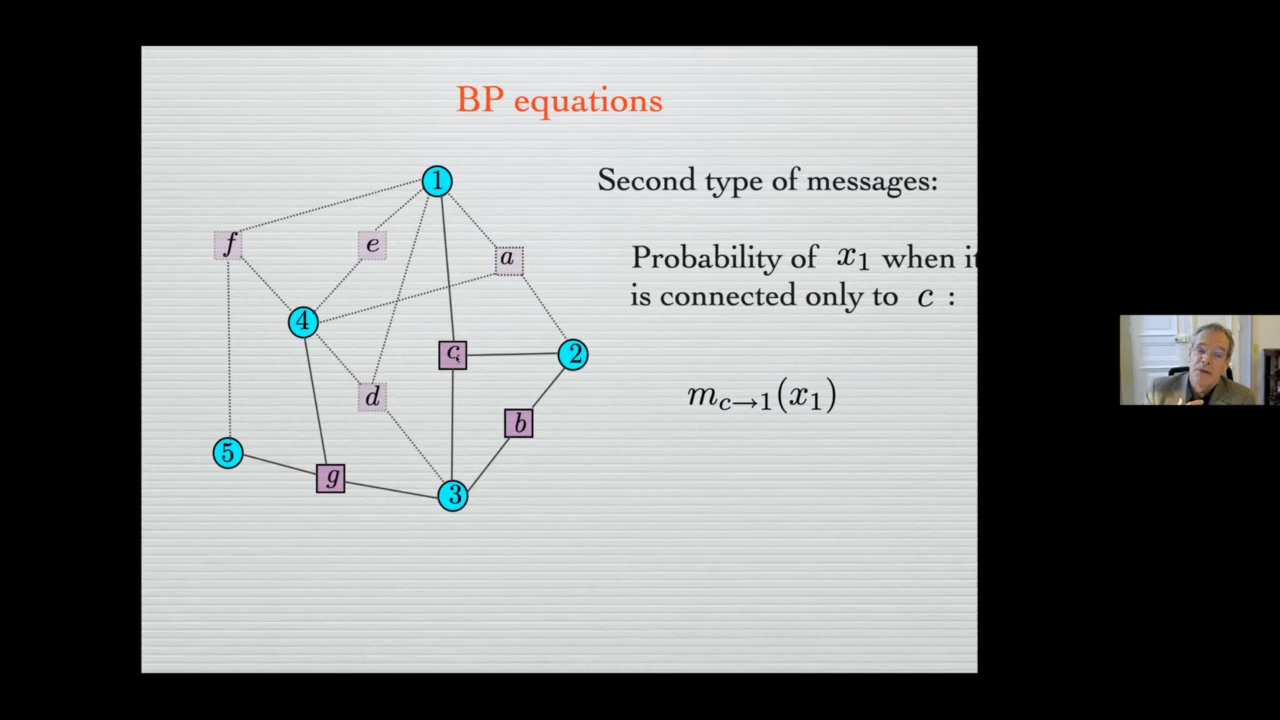 BP equations
1
Second type of messages:
f
e
a
Probability of x₁ when it
is connected only to c :
4
c
2
d
m_{c→1}(x₁)
b
5
g
3